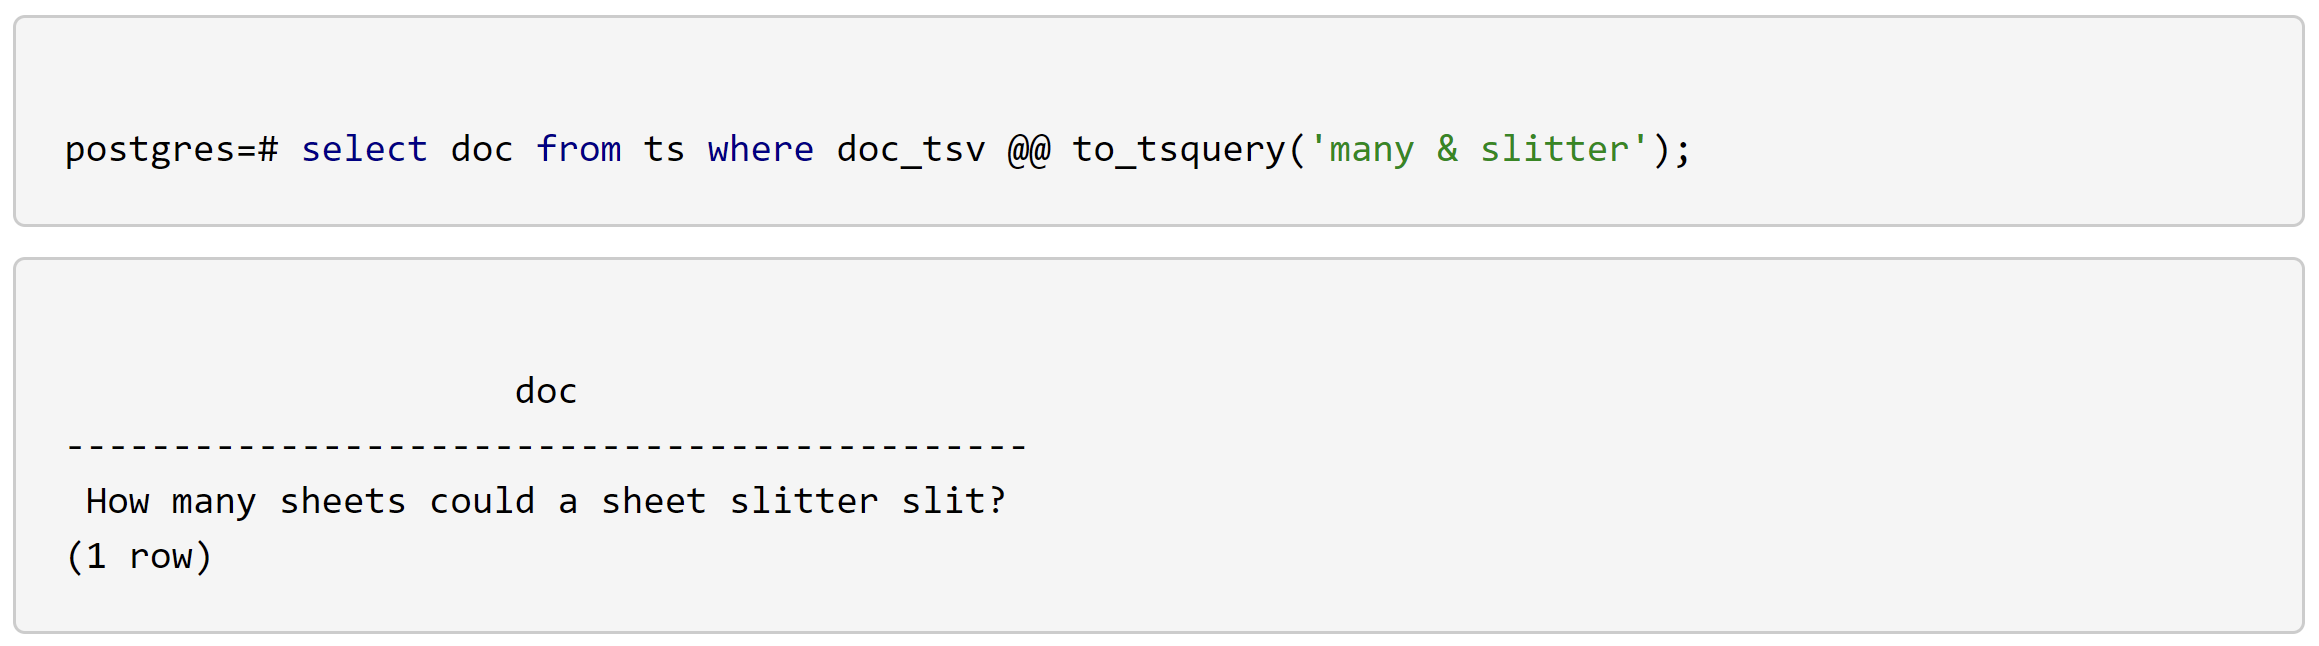 postgres=# select doc from ts where doc_tsv @@ to_tsquery('many & slitter');
doc
---------------------------------------------
How many sheets could a sheet slitter slit?
(1 row)